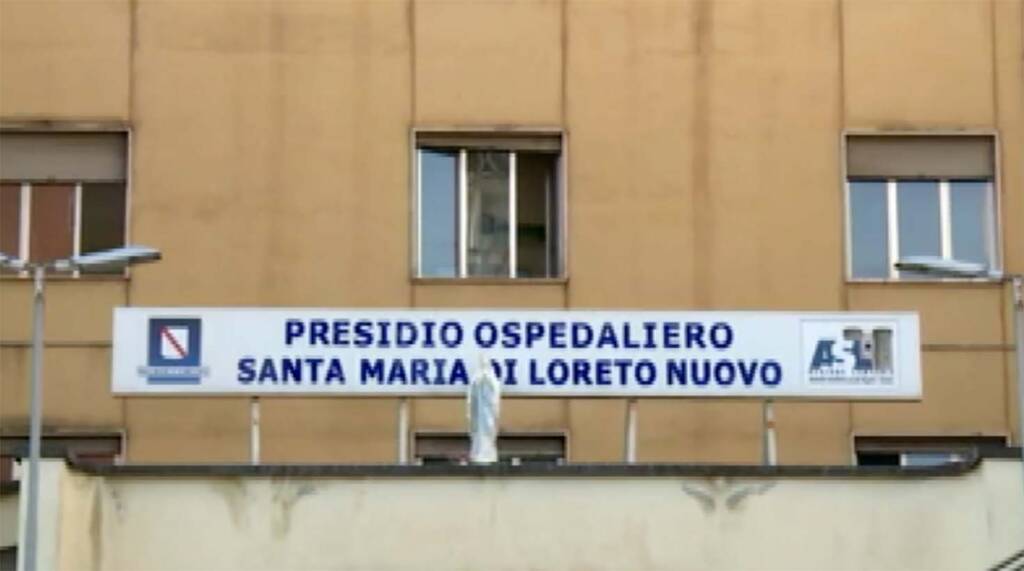 PRESIDIO OSPEDALIERO
SANTA MARIA DI LORETO NUOVO